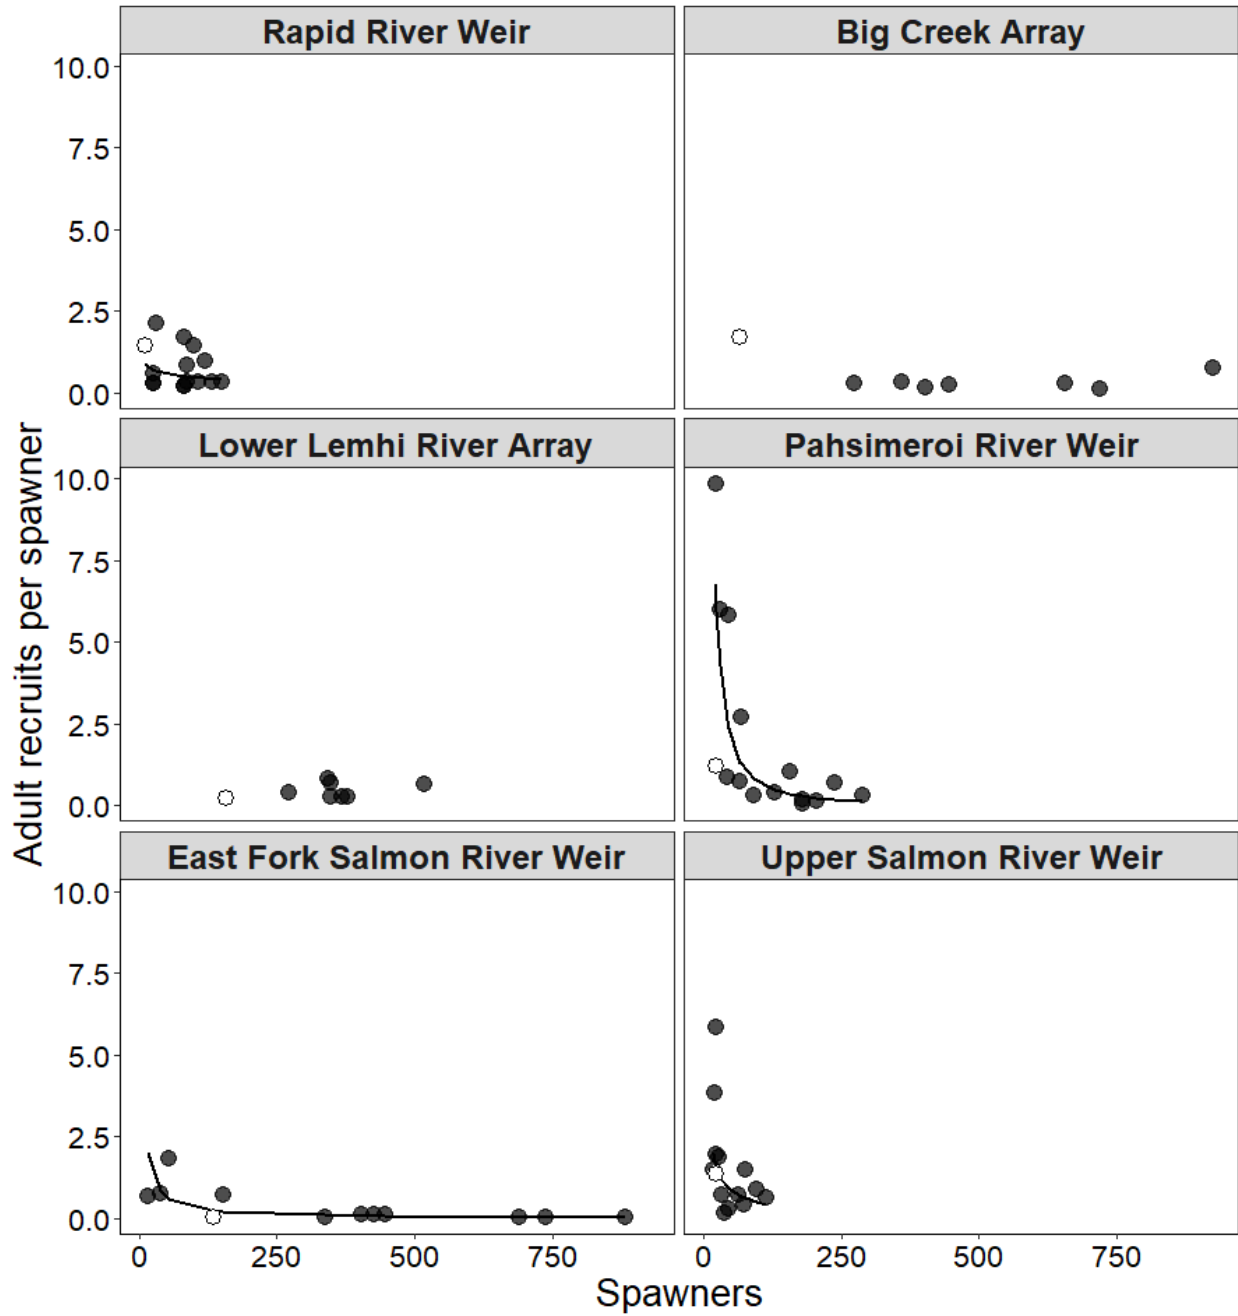 Rapid River Weir
Big Creek Array
10.0
7.5
5.0
2.5
0.0
Lower Lemhi River Array
Pahsimeroi River Weir
10.0
7.5
5.0
2.5
0.0
East Fork Salmon River Weir
Upper Salmon River Weir
10.0
7.5
5.0
2.5
0.0
0 250 500 750
0 250 500 750
Adult recruits per spawner
Spawners